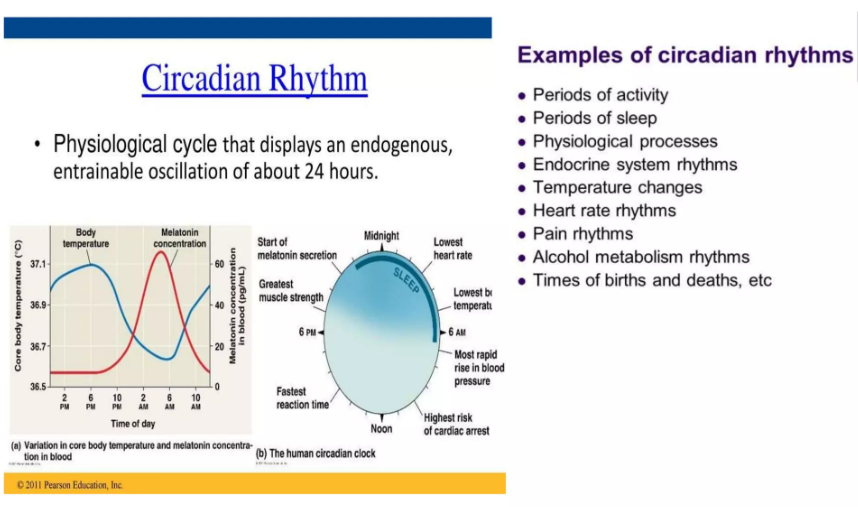 Circadian Rhythm
• Physiological cycle that displays an endogenous,
entrainable oscillation of about 24 hours.
Body
temperature
Melatonin
concentration
Core body temperature (°C)
37.1
36.9
36.7
36.5
60
40
20
0
Melatonin concentration
in blood (pg/mL)
2
PM
6
PM
10
PM
2
AM
6
AM
10
AM
Time of day
(a) Variation in core body temperature and melatonin concentra-
tion in blood
Midnight
Start of
melatonin secretion
Lowest
heart rate
SLEEP
Greatest
muscle strength
Lowest
temperatu
6 PM
6 AM
Most rapid
rise in blood
pressure
Fastest
reaction time
Highest risk
of cardiac arrest
Noon
(b) The human circadian clock
© 2011 Pearson Education, Inc.
Examples of circadian rhythms
• Periods of activity
• Periods of sleep
• Physiological processes
• Endocrine system rhythms
• Temperature changes
• Heart rate rhythms
• Pain rhythms
• Alcohol metabolism rhythms
• Times of births and deaths, etc